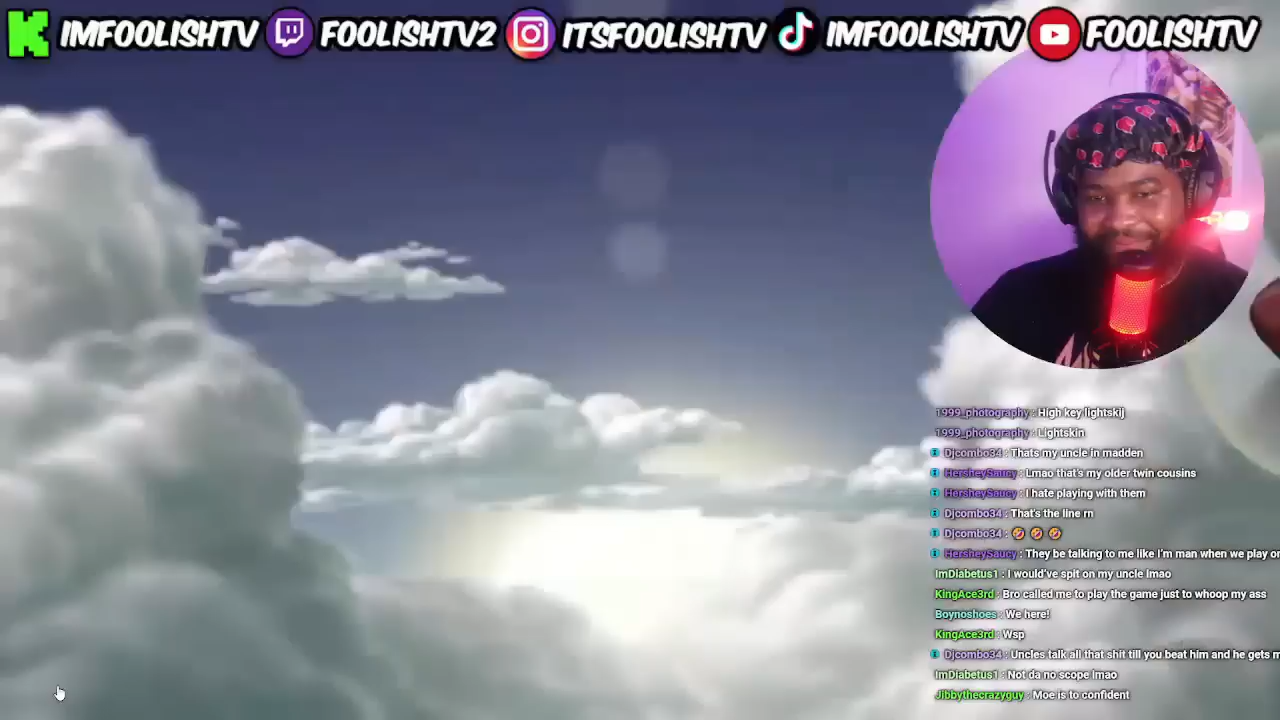 IMFOOLISHTV FOOLISHTV2 ITSFOOLISHTV IMFOOLISHTV FOOLISHTV
1999_photography : High key lightskij
1999_photography : Lightskin
Djcombo34 : Thats my uncle in madden
HersheySaucy : Lmao that's my older twin cousins
HersheySaucy : I hate playing with them
Djcombo34 : That's the line rn
Djcombo34 : 🤣 🤣 🤣
HersheySaucy : They be talking to me like I'm man when we play
ImDiabetus1 : I would've spit on my uncle lmao
KingAce3rd : Bro called me to play the game just to whoop my ass
Boynoshoes : We here!
KingAce3rd : Wsp
Djcombo34 : Uncles talk all that shit till you beat him and he gets
ImDiabetus1 : Not da no scope lmao
Jibbythecrazyguy : Moe is to confident